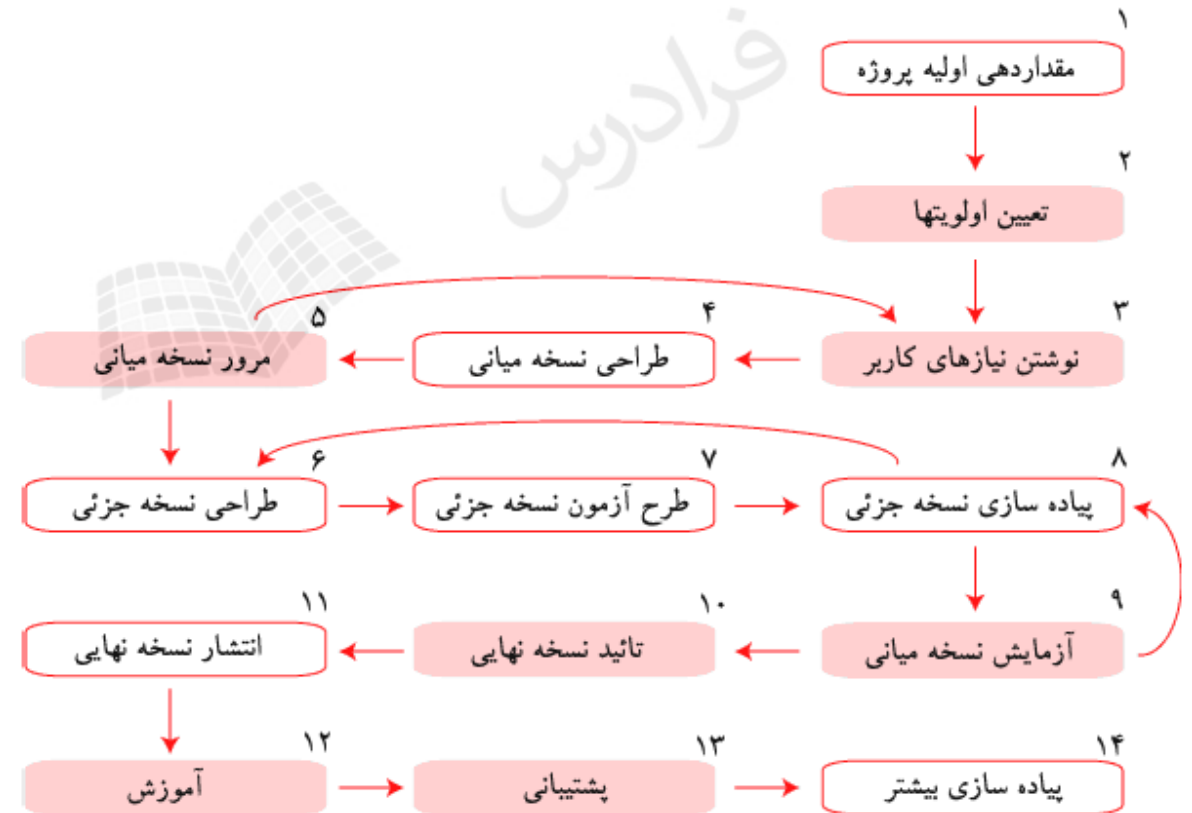 فرادرس
۱
مقداردهی اولیه پروژه
۲
تعیین اولویتها
۳
نوشتن نیازهای کاربر
۴
طراحی نسخه میانی
۵
مرور نسخه میانی
۶
طراحی نسخه جزئی
۷
طرح آزمون نسخه جزئی
۸
پیاده سازی نسخه جزئی
۹
آزمایش نسخه میانی
۱۰
تائید نسخه نهایی
۱۱
انتشار نسخه نهایی
۱۲
آموزش
۱۳
پشتیبانی
۱۴
پیاده سازی بیشتر